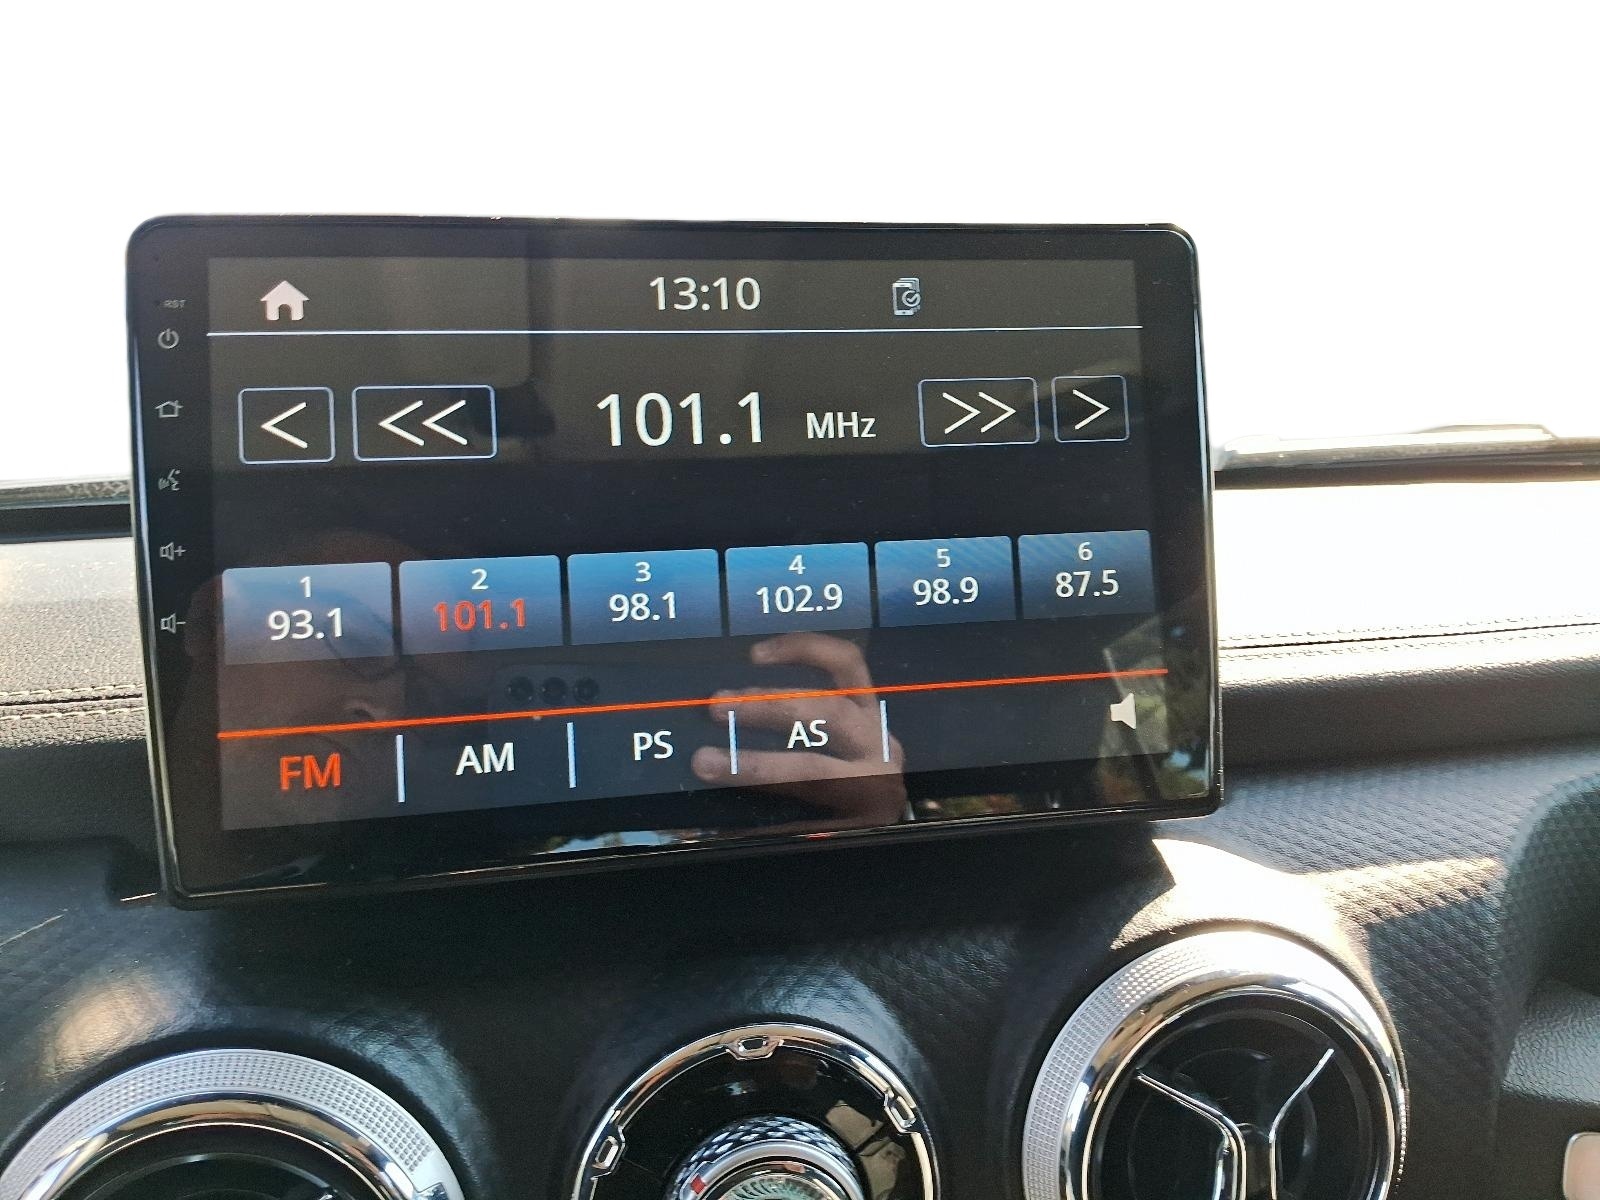 RST
13:10
< << 101.1 MHz >> >
1 2 3 4 5 6
93.1 101.1 98.1 102.9 98.9 87.5
FM AM PS AS